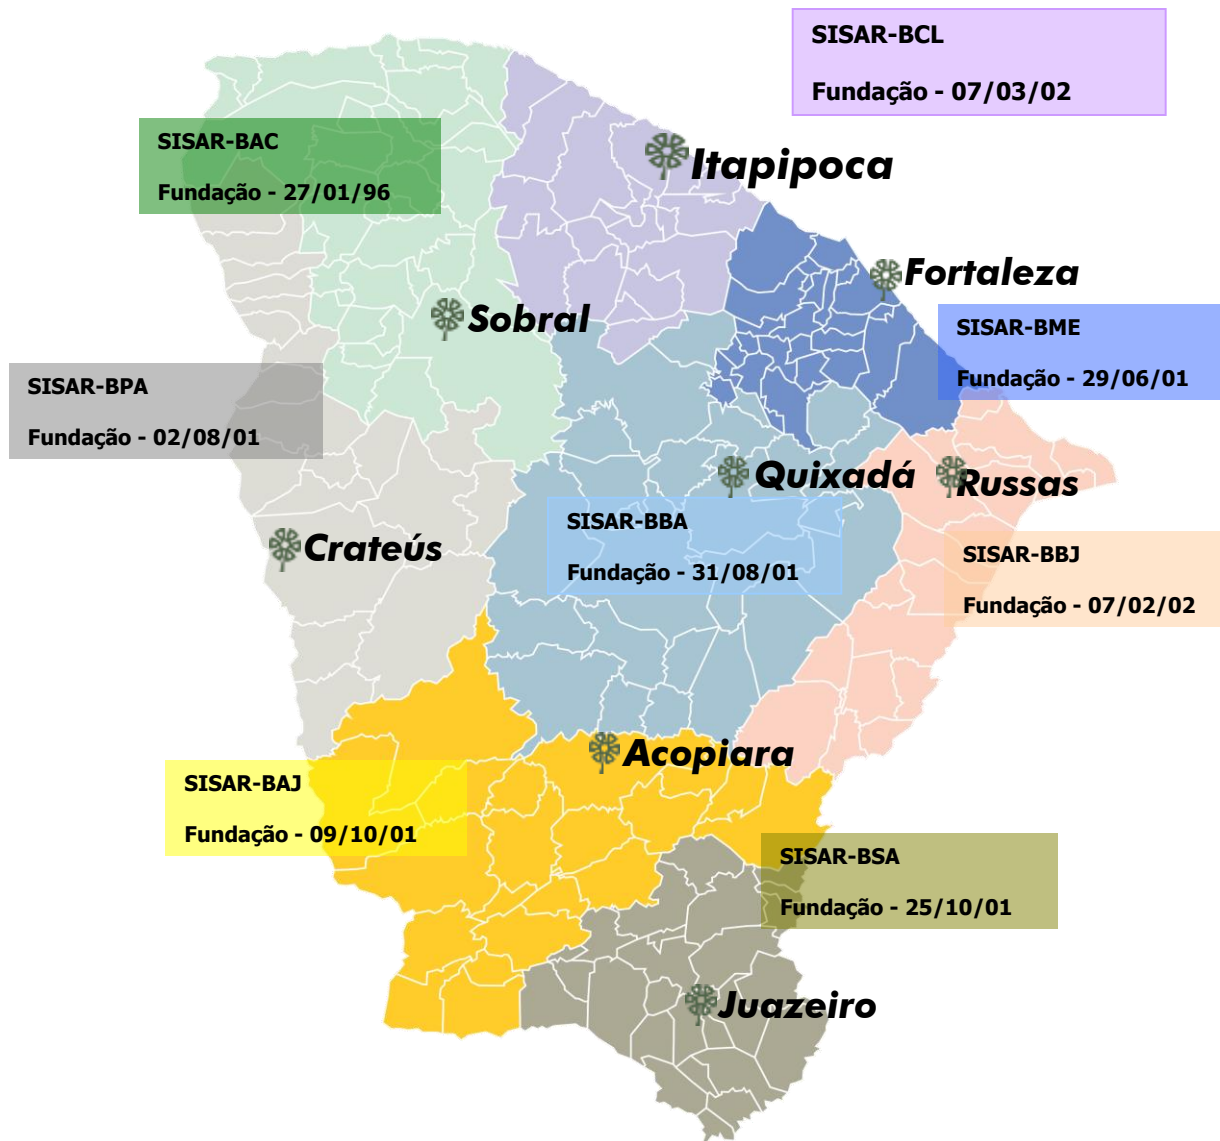 SISAR-BCL
Fundação - 07/03/02
SISAR-BAC
Fundação - 27/01/96
Itapipoca
Fortaleza
Sobral
SISAR-BME
Fundação - 29/06/01
SISAR-BPA
Fundação - 02/08/01
Quixadá
Russas
SISAR-BBA
Fundação - 31/08/01
Crateús
SISAR-BBJ
Fundação - 07/02/02
Acopiara
SISAR-BAJ
Fundação - 09/10/01
SISAR-BSA
Fundação - 25/10/01
Juazeiro